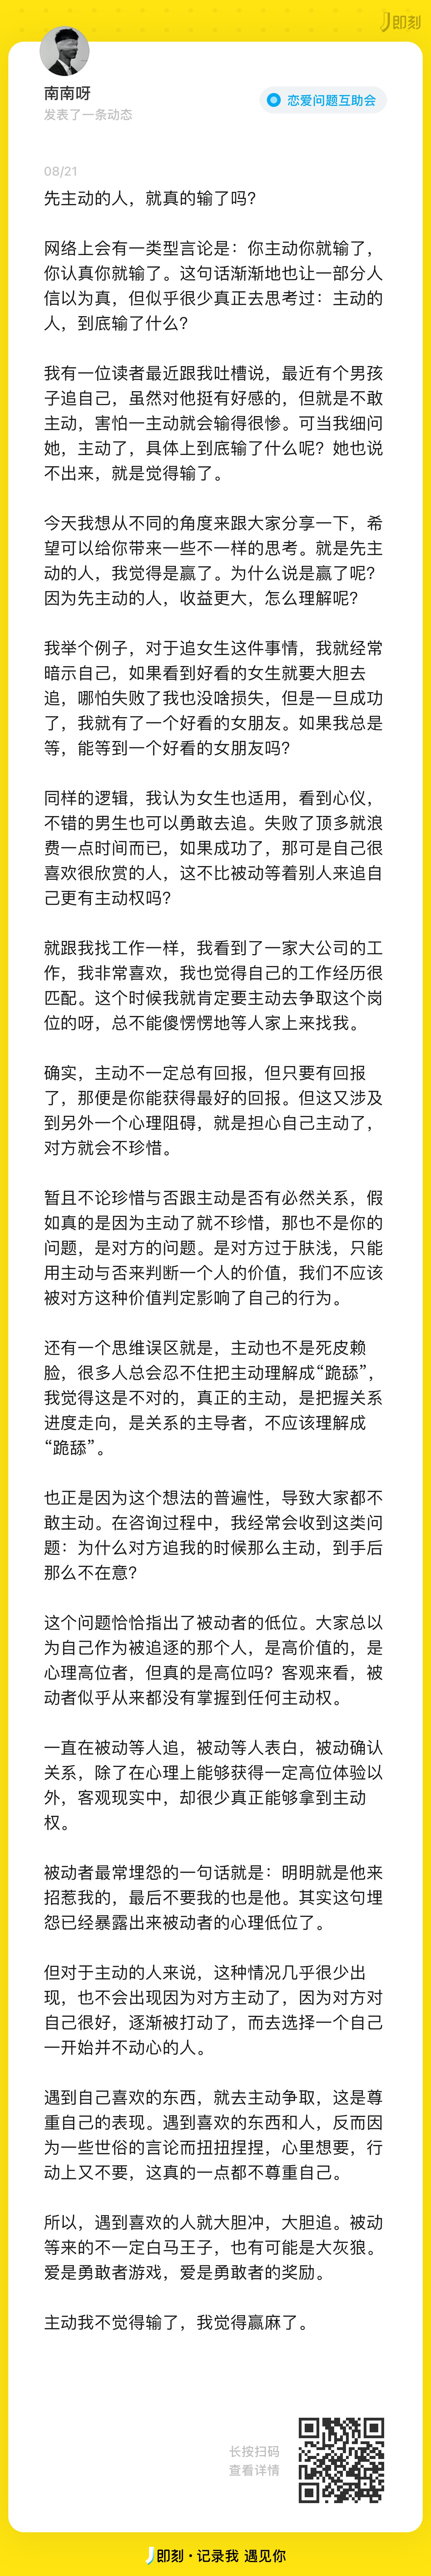 即刻
南南呀
发表了一条动态
恋爱问题互助会
08/21
先主动的人，就真的输了吗?
网络上会有一类型言论是：你主动你就输了，
你认真你就输了。这句话渐渐地也让一部分人
信以为真，但似乎很少真正去思考过：主动的
人，到底输了什么?
我有一位读者最近跟我吐槽说，最近有个男孩
子追自己，虽然对他挺有好感的，但就是不敢
主动，害怕一主动就会输得很惨。可当我细问
她，主动了，具体上到底输了什么呢？她也说
不出来，就是觉得输了。
今天我想从不同的角度来跟大家分享一下，希
望可以给你带来一些不一样的思考。就是先主
动的人，我觉得是赢了。为什么说是赢了呢?
因为先主动的人，收益更大，怎么理解呢?
我举个例子，对于追女生这件事情，我就经常
暗示自己，如果看到好看的女生就要大胆去
追，哪怕失败了我也没啥损失，但是一旦成功
了，我就有了一个好看的女朋友。如果我总是
等，能等到一个好看的女朋友吗?
同样的逻辑，我认为女生也适用，看到心仪，
不错的男生也可以勇敢去追。失败了顶多就浪
费一点时间而已，如果成功了，那可是自己很
喜欢很欣赏的人，这不比被动等着别人来追自
己更有主动权吗?
就跟我找工作一样，我看到了一家大公司的工
作，我非常喜欢，我也觉得自己的工作经历很
匹配。这个时候我就肯定要主动去争取这个岗
位的呀，总不能傻愣愣地等人家上来找我。
确实，主动不一定总有回报，但只要有回报
了，那便是你能获得最好的回报。但这又涉及
到另外一个心理阻碍，就是担心自己主动了，
对方就会不珍惜。
暂且不论珍惜与否跟主动是否有必然关系，假
如真的是因为主动了就不珍惜，那也不是你的
问题，是对方的问题。是对方过于肤浅，只能
用主动与否来判断一个人的价值，我们不应该
被对方这种价值判定影响了自己的行为。
还有一个思维误区就是，主动也不是死皮赖
脸，很多人总会忍不住把主动理解成“跪舔”，
我觉得这是不对的，真正的主动，是把握关系
进度走向，是关系的主导者，不应该理解成
“跪舔”。
也正是因为这个想法的普遍性，导致大家都不
敢主动。在咨询过程中，我经常会收到这类问
题：为什么对方追我的时候那么主动，到手后
那么不在意?
这个问题恰恰指出了被动者的低位。大家总以
为自己作为被追逐的那个人，是高价值的，是
心理高位者，但真的是高位吗？客观来看，被
动者似乎从来都没有掌握到任何主动权。
一直在被动等人追，被动等人表白，被动确认
关系，除了在心理上能够获得一定高位体验以
外，客观现实中，却很少真正能够拿到主动
权。
被动者最常埋怨的一句话就是：明明就是他来
招惹我的，最后不要我的也是他。其实这句埋
怨已经暴露出来被动者的心理低位了。
但对于主动的人来说，这种情况几乎很少出
现，也不会出现因为对方主动了，因为对方对
自己很好，逐渐被打动了，而去选择一个自己
一开始并不动心的人。
遇到自己喜欢的东西，就去主动争取，这是尊
重自己的表现。遇到喜欢的东西和人，反而因
为一些世俗的言论而扭扭捏捏，心里想要，行
动上又不要，这真的一点都不尊重自己。
所以，遇到喜欢的人就大胆冲，大胆追。被动
等来的不一定白马王子，也有可能是大灰狼。
爱是勇敢者游戏，爱是勇敢者的奖励。
主动我不觉得输了，我觉得赢麻了。
长按扫码
查看详情
即刻·记录我 遇见你